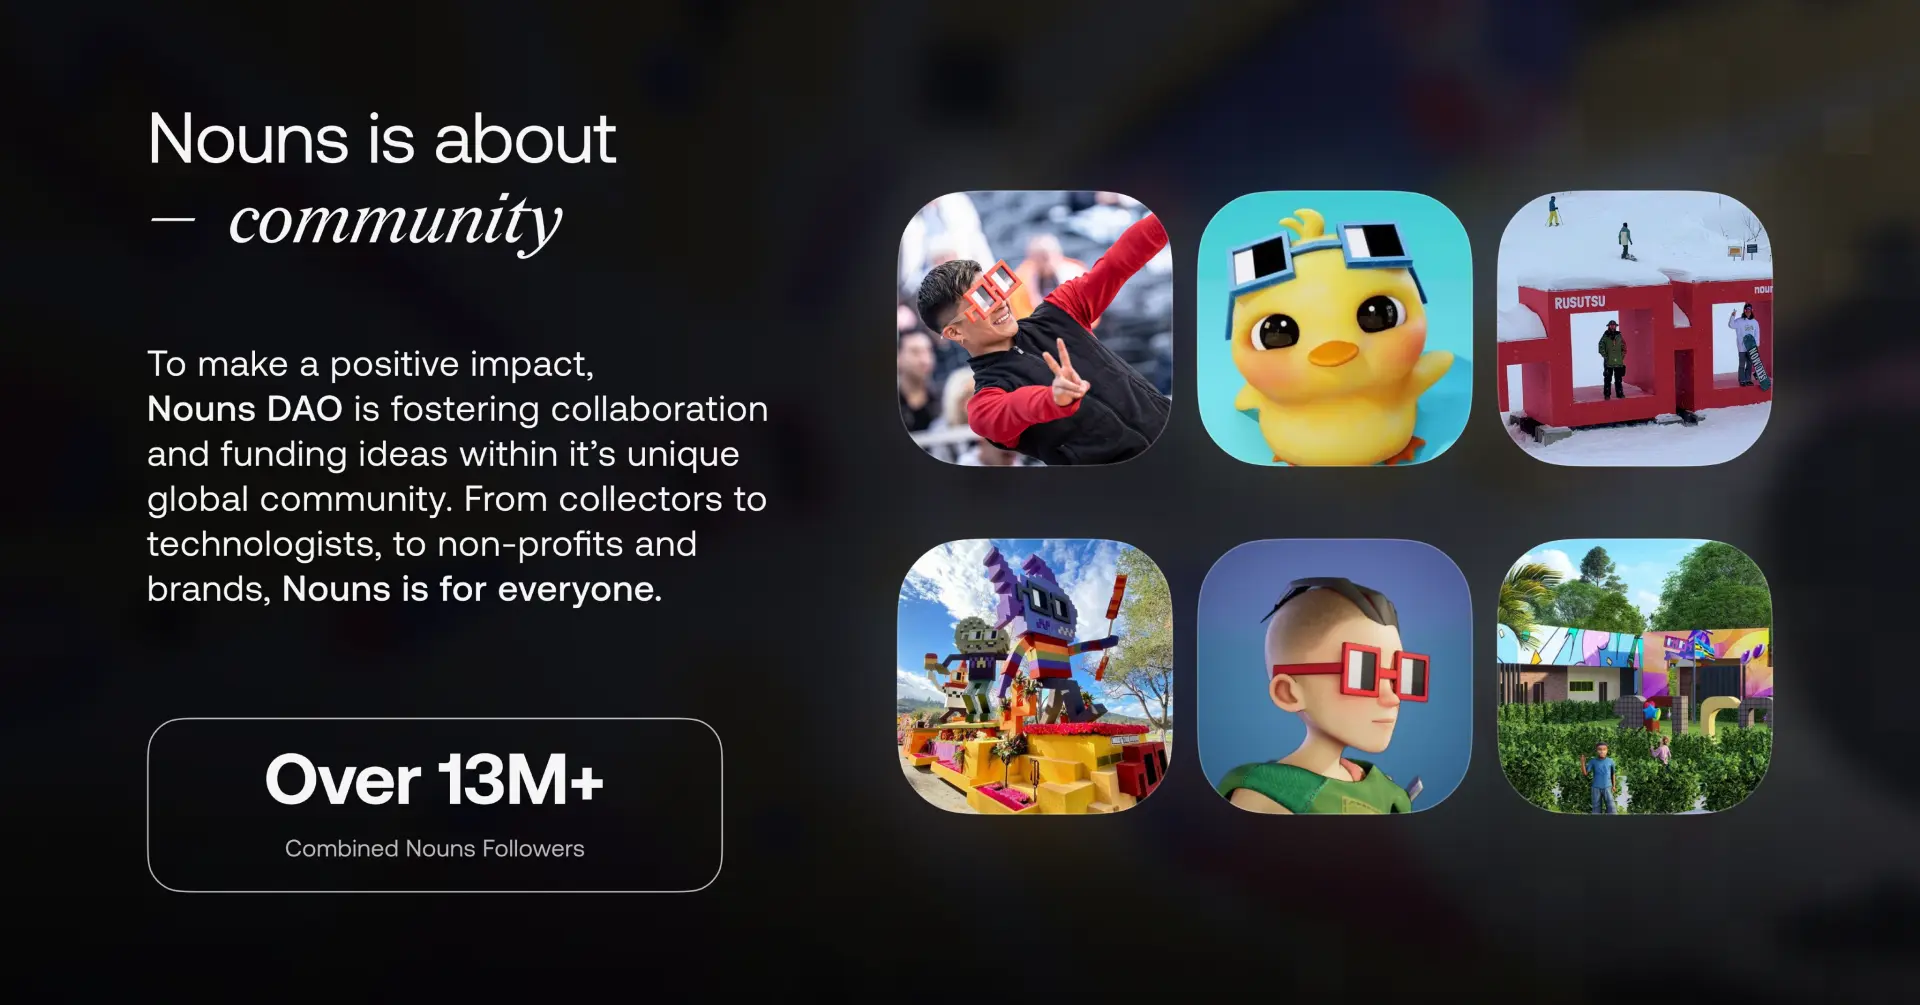 Nouns is about
— community
To make a positive impact,
Nouns DAO is fostering collaboration
and funding ideas within it’s unique
global community. From collectors to
technologists, to non-profits and
brands, Nouns is for everyone.
Over 13M+
Combined Nouns Followers
RUSUTSU